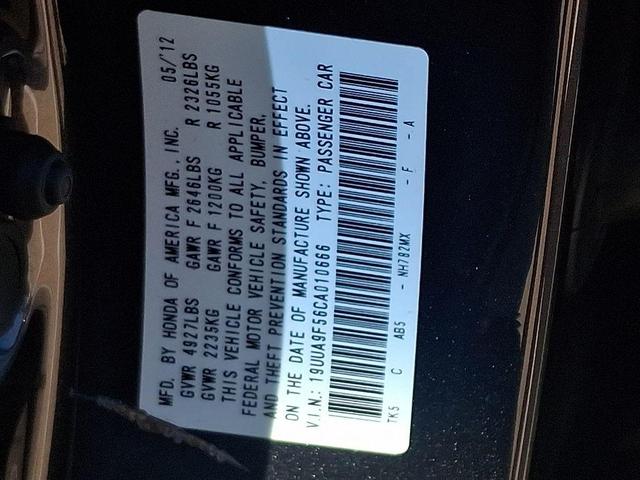 MFD. BY HONDA OF AMERICA MFG., INC. 05/'12
GVWR 4927LBS GAWR F 2646LBS R 2326LBS
GVWR 2235KG GAWR F 1200KG R 1055KG
THIS VEHICLE CONFORMS TO ALL APPLICABLE
FEDERAL MOTOR VEHICLE SAFETY, BUMPER,
AND THEFT PREVENTION STANDARDS IN EFFECT
ON THE DATE OF MANUFACTURE SHOWN ABOVE.
V.I.N.: 19UUA9F56CA010666 TYPE: PASSENGER CAR
TK5 C AB5 - NH782MX - F - A